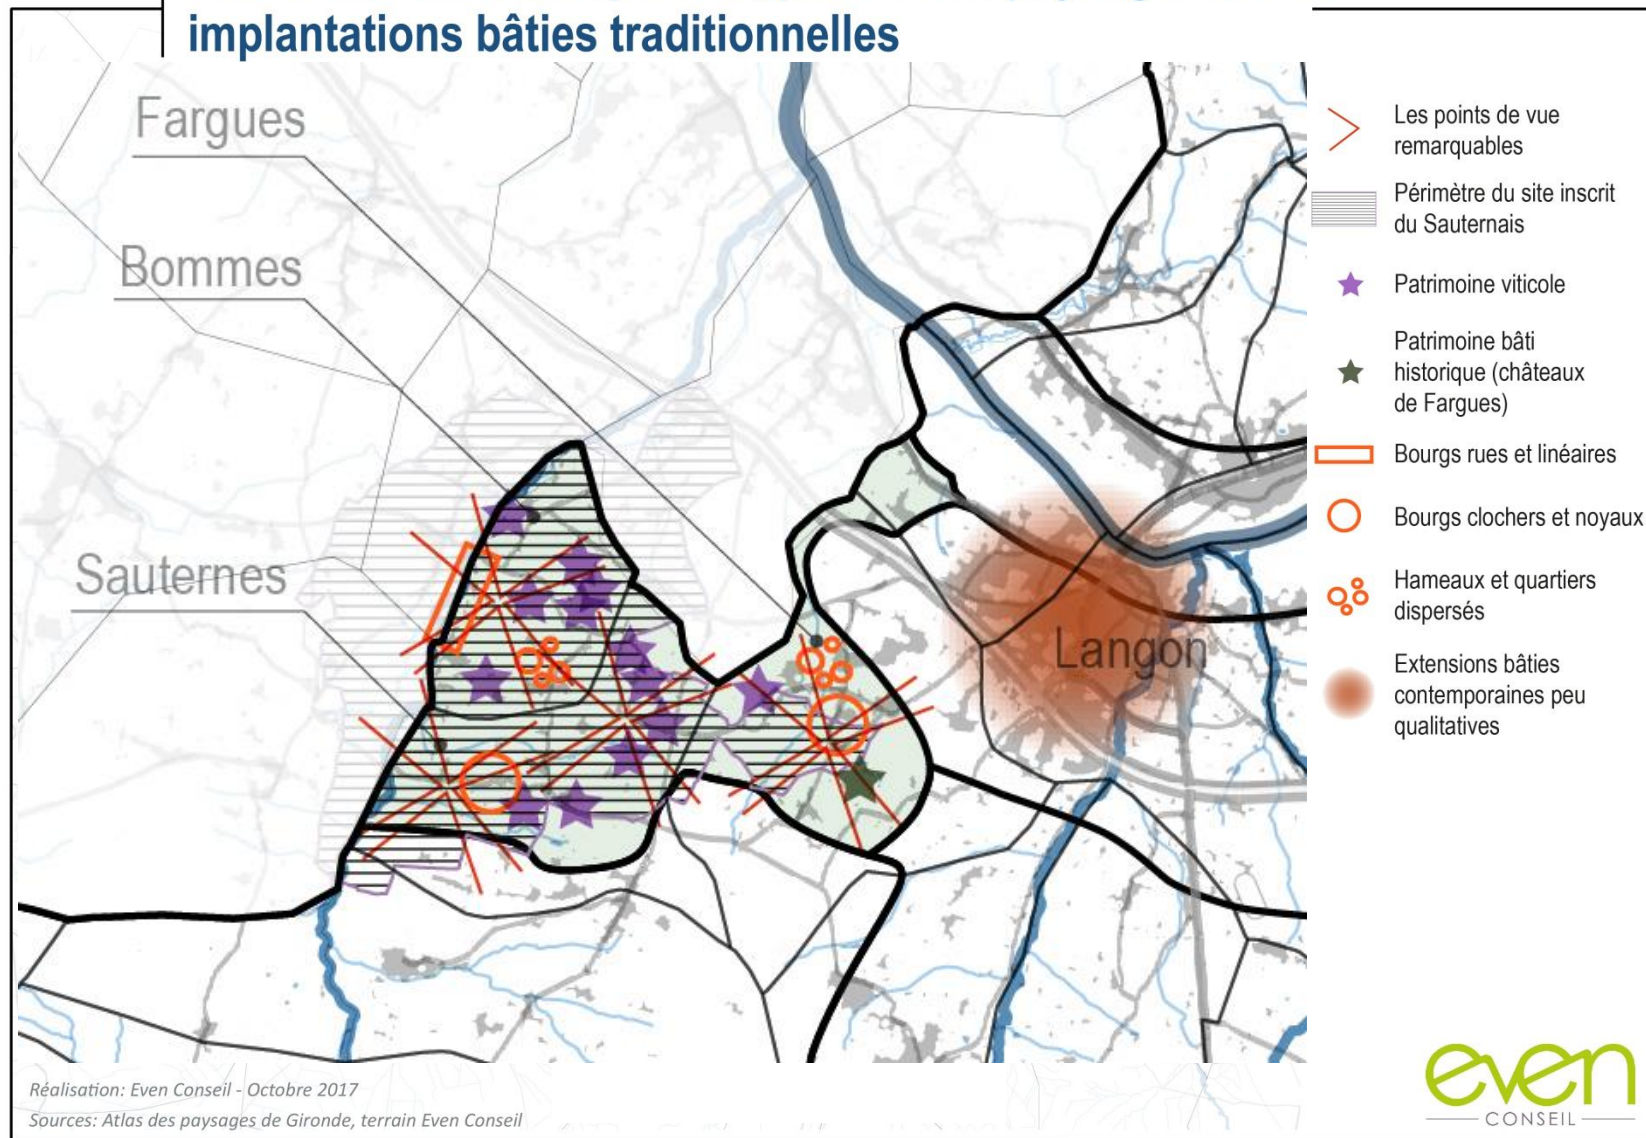 implantations bâties traditionnelles
Fargues
Bommes
Sauternes
Langon
Les points de vue
remarquables
Périmètre du site inscrit
du Sauternais
Patrimoine viticole
Patrimoine bâti
historique (châteaux
de Fargues)
Bourgs rues et linéaires
Bourgs clochers et noyaux
Hameaux et quartiers
dispersés
Extensions bâties
contemporaines peu
qualitatives
Réalisation: Even Conseil - Octobre 2017
Sources: Atlas des paysages de Gironde, terrain Even Conseil
even
CONSEIL